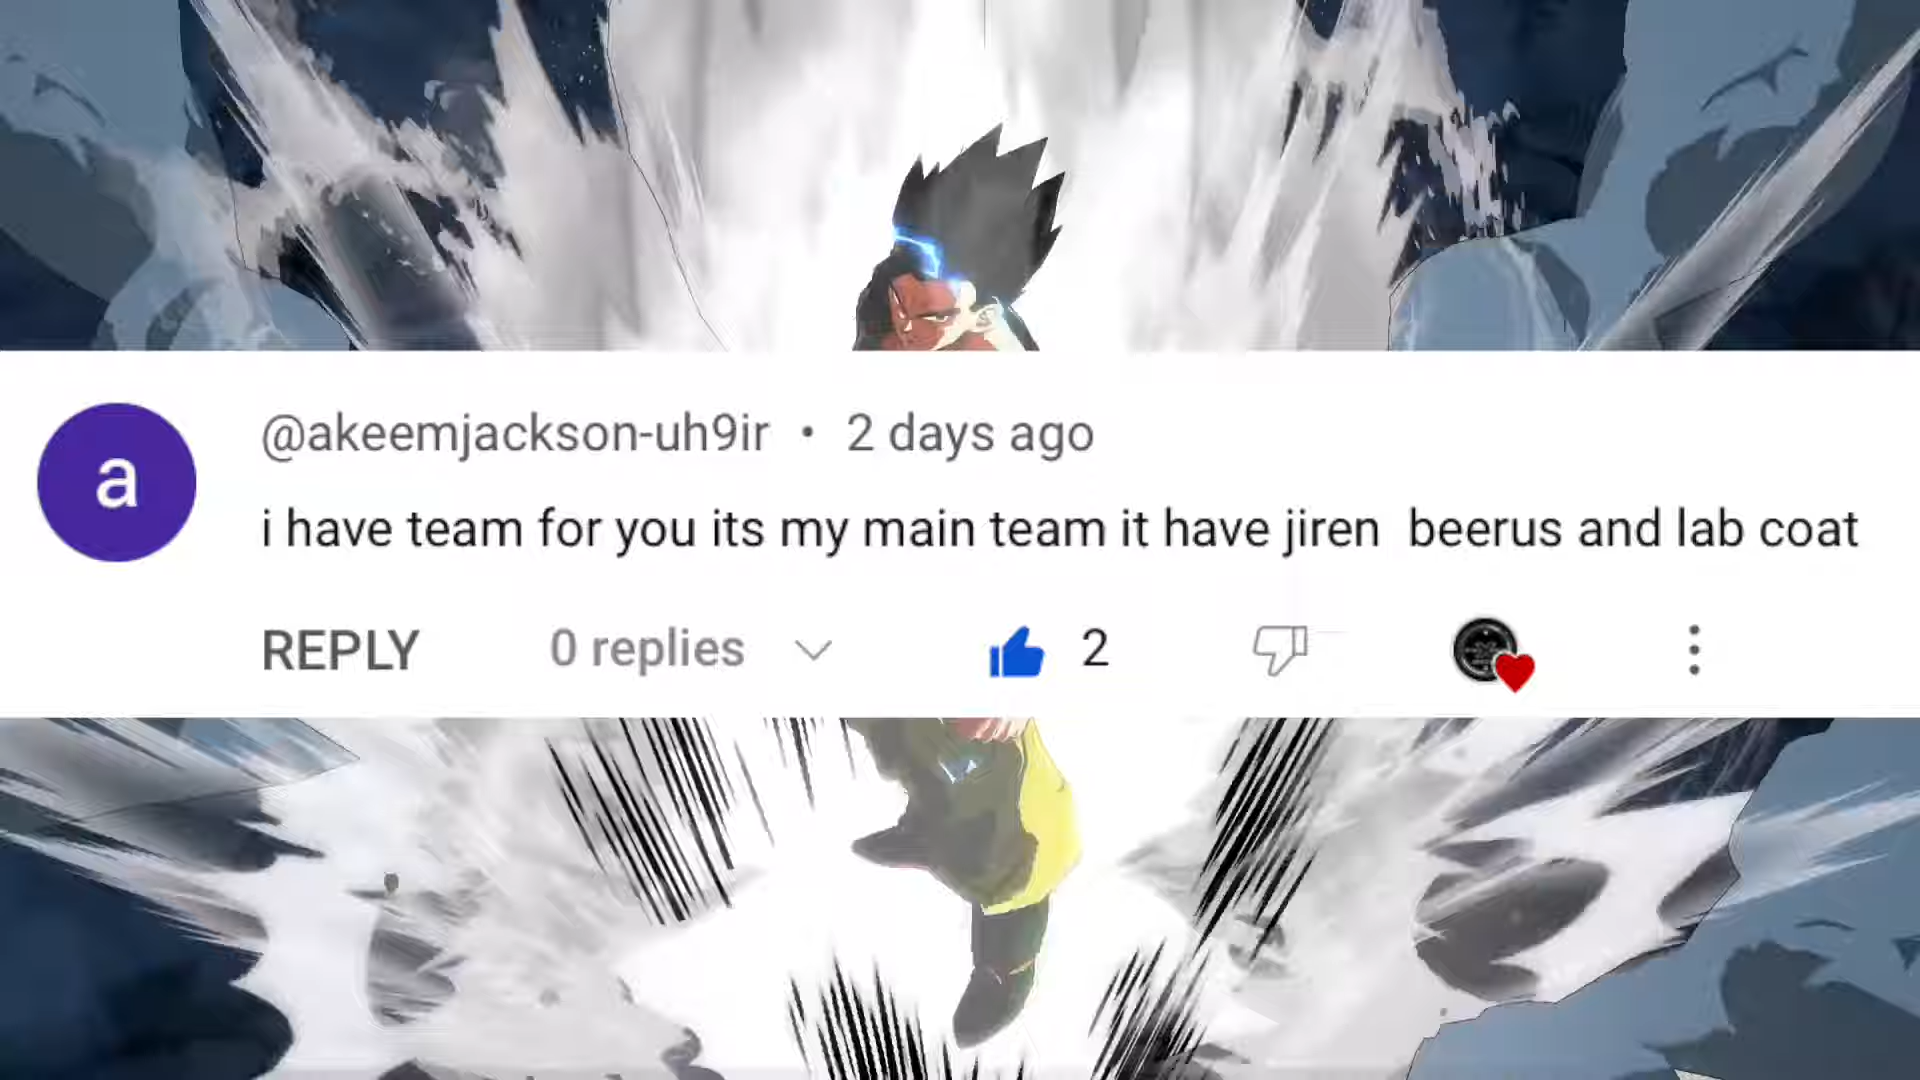 @akeemjackson-uh9ir • 2 days ago
a
i have team for you its my main team it have jiren  beerus and lab coat
REPLY 0 replies 2